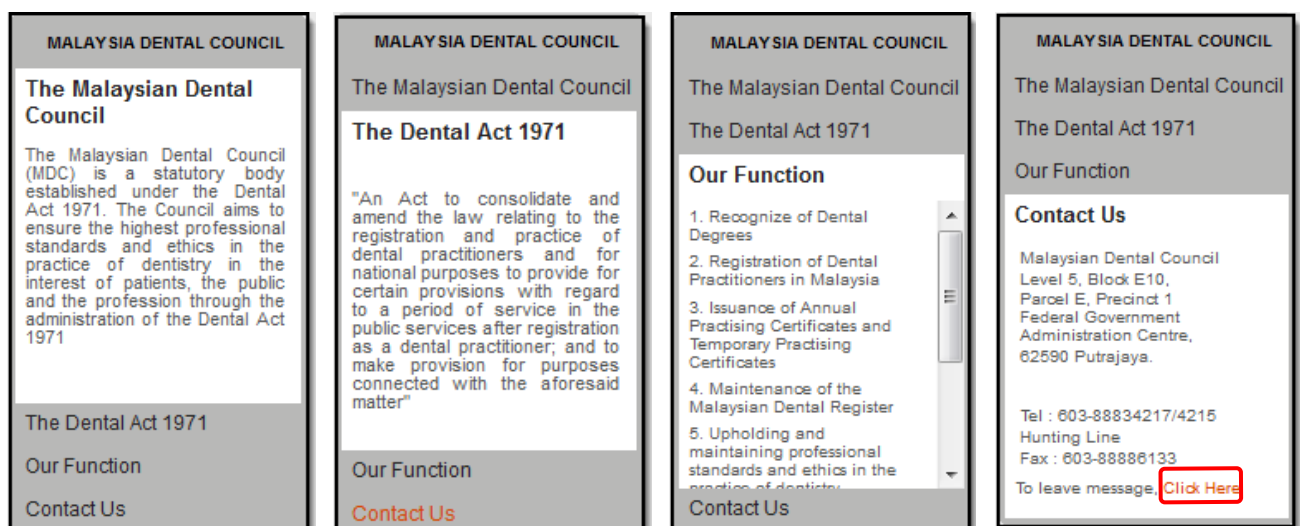 MALAYSIA DENTAL COUNCIL
The Malaysian Dental
Council
The Malaysian Dental Council
(MDC) is a statutory body
established under the Dental
Act 1971. The Council aims to
ensure the highest professional
standards and ethics in the
practice of dentistry in the
interest of patients, the public
and the profession through the
administration of the Dental Act
1971
The Dental Act 1971
Our Function
Contact Us
MALAYSIA DENTAL COUNCIL
The Malaysian Dental Council
The Dental Act 1971
"An Act to consolidate and
amend the law relating to the
registration and practice of
dental practitioners and for
national purposes to provide for
certain provisions with regard
to a period of service in the
public services after registration
as a dental practitioner; and to
make provision for purposes
connected with the aforesaid
matter"
Our Function
Contact Us
MALAYSIA DENTAL COUNCIL
The Malaysian Dental Council
The Dental Act 1971
Our Function
1. Recognize of Dental
Degrees
2. Registration of Dental
Practitioners in Malaysia
3. Issuance of Annual
Practising Certificates and
Temporary Practising
Certificates
4. Maintenance of the
Malaysian Dental Register
5. Upholding and
maintaining professional
standards and ethics in the
practice of dentistry
Contact Us
MALAYSIA DENTAL COUNCIL
The Malaysian Dental Council
The Dental Act 1971
Our Function
Contact Us
Malaysian Dental Council
Level 5, Block E10,
Parcel E, Precinct 1
Federal Government
Administration Centre,
62590 Putrajaya.
Tel : 603-88834217/4215
Hunting Line
Fax : 603-88886133
To leave message, Click Here